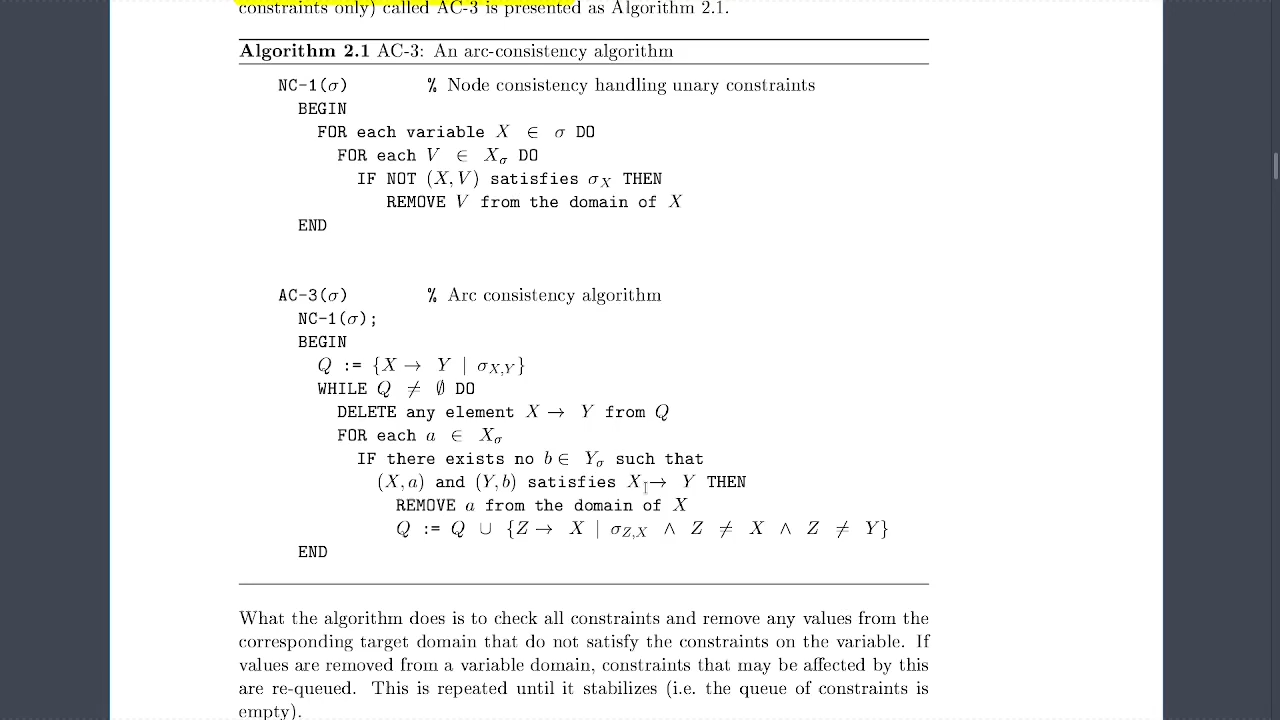 constraints only) called AC-3 is presented as Algorithm 2.1.
Algorithm 2.1 AC-3: An arc-consistency algorithm
NC-1(σ) % Node consistency handling unary constraints
BEGIN
FOR each variable X ∈ σ DO
FOR each V ∈ Xσ DO
IF NOT (X, V) satisfies σX THEN
REMOVE V from the domain of X
END
AC-3(σ) % Arc consistency algorithm
NC-1(σ);
BEGIN
Q := {X → Y | σX,Y}
WHILE Q ≠ ∅ DO
DELETE any element X → Y from Q
FOR each a ∈ Xσ
IF there exists no b ∈ Yσ such that
(X, a) and (Y, b) satisfies X → Y THEN
REMOVE a from the domain of X
Q := Q ∪ {Z → X | σZ,X ∧ Z ≠ X ∧ Z ≠ Y}
END
What the algorithm does is to check all constraints and remove any values from the
corresponding target domain that do not satisfy the constraints on the variable. If
values are removed from a variable domain, constraints that may be affected by this
are re-queued. This is repeated until it stabilizes (i.e. the queue of constraints is
empty).